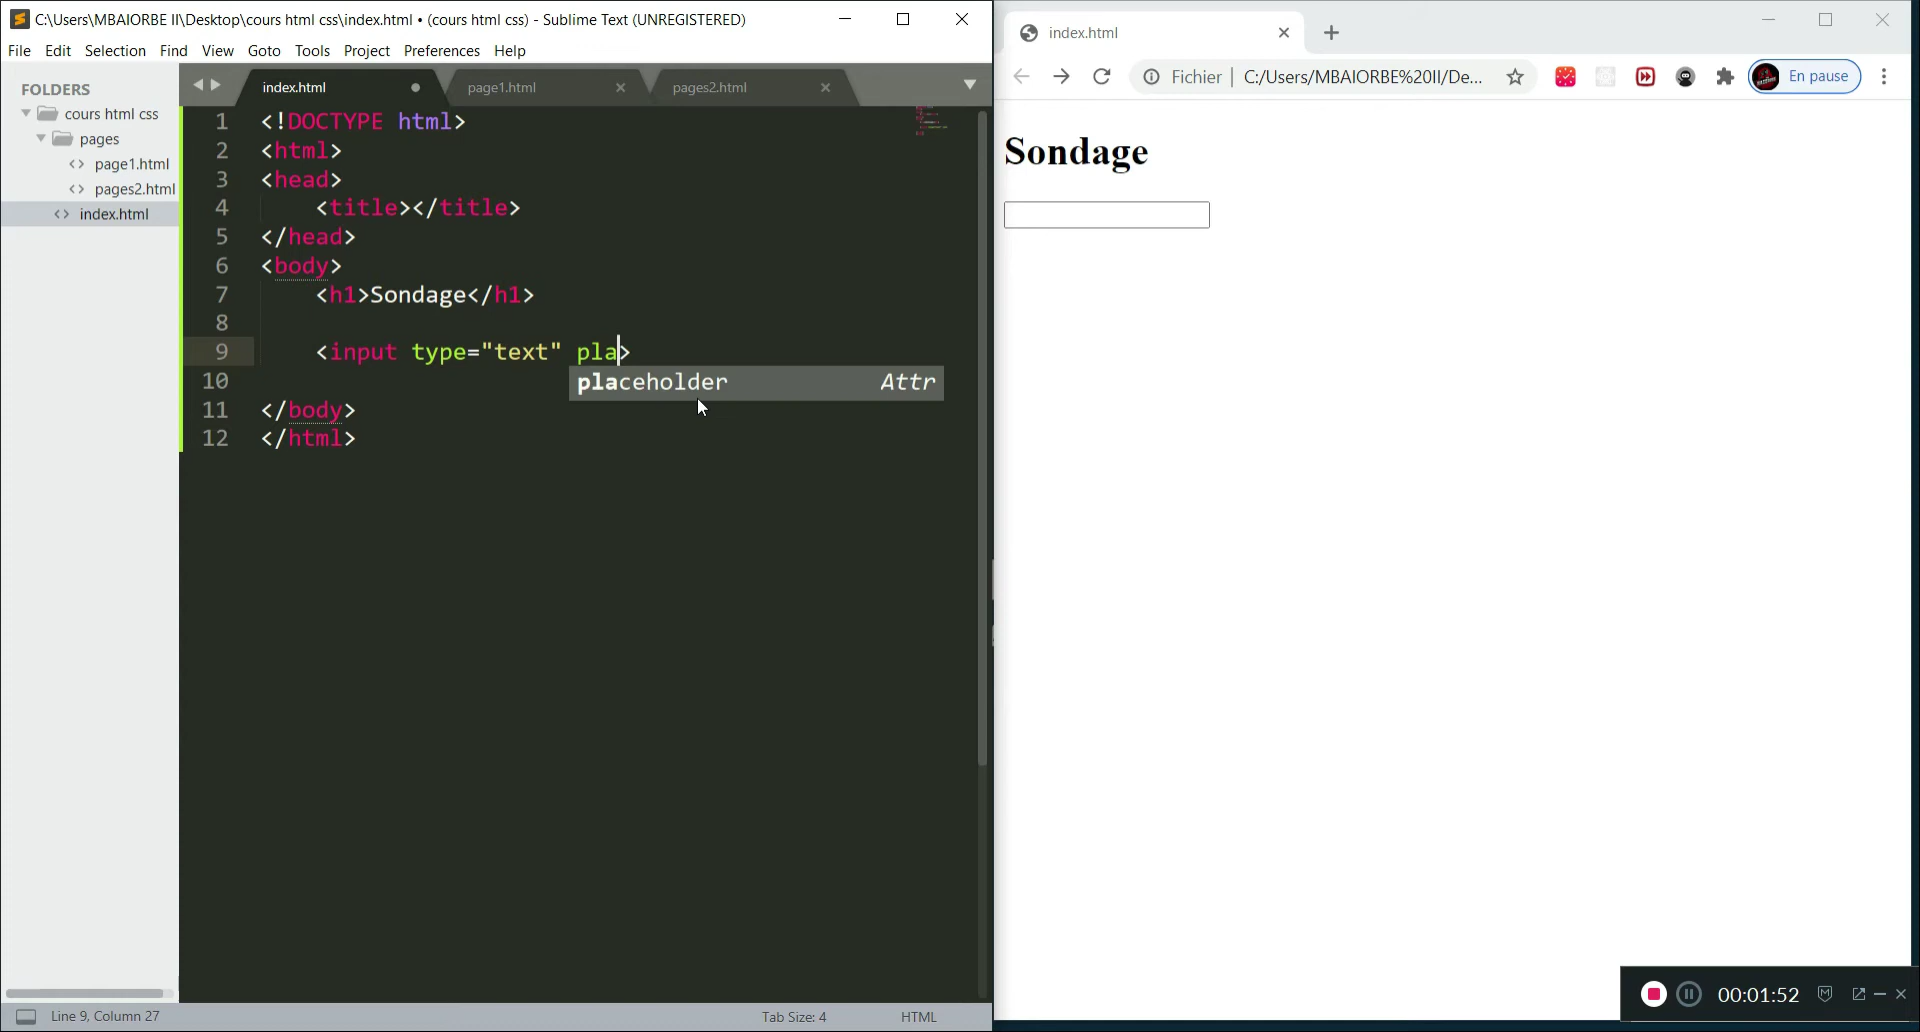 C:\Users\MBAIORBE II\Desktop\cours html css\index.html • (cours html css) - Sublime Text (UNREGISTERED)
File Edit Selection Find View Goto Tools Project Preferences Help
FOLDERS
cours html css
pages
page1.html
pages2.html
index.html
index.html page1.html pages2.html
1 <!DOCTYPE html>
2 <html>
3 <head>
4 <title></title>
5 </head>
6 <body>
7 <h1>Sondage</h1>
8
9 <input type="text" pla>
placeholder Attr
10
11 </body>
12 </html>
Line 9, Column 27 Tab Size: 4 HTML
index.html
Fichier C:/Users/MBAIORBE%20II/De... En pause
Sondage
00:01:52